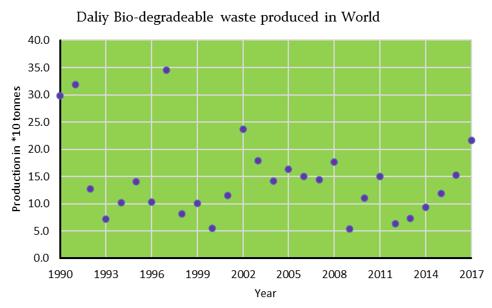 Daliy Bio-degradeable waste produced in World
40.0
35.0
30.0
25.0
20.0
15.0
10.0
5.0
0.0
Production in *10 tonnes
1990 1993 1996 1999 2002 2005 2008 2011 2014 2017
Year